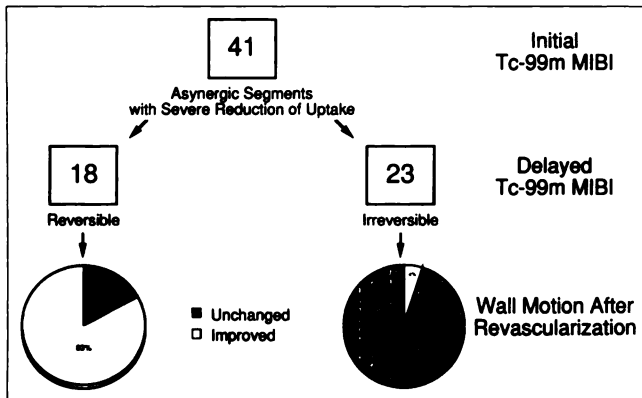 41
Initial
Tc-99m MIBI
Asynergic Segments
with Severe Reduction of Uptake
18
23
Delayed
Tc-99m MIBI
Reversible
Irreversible
Unchanged
Improved
Wall Motion After
Revascularization